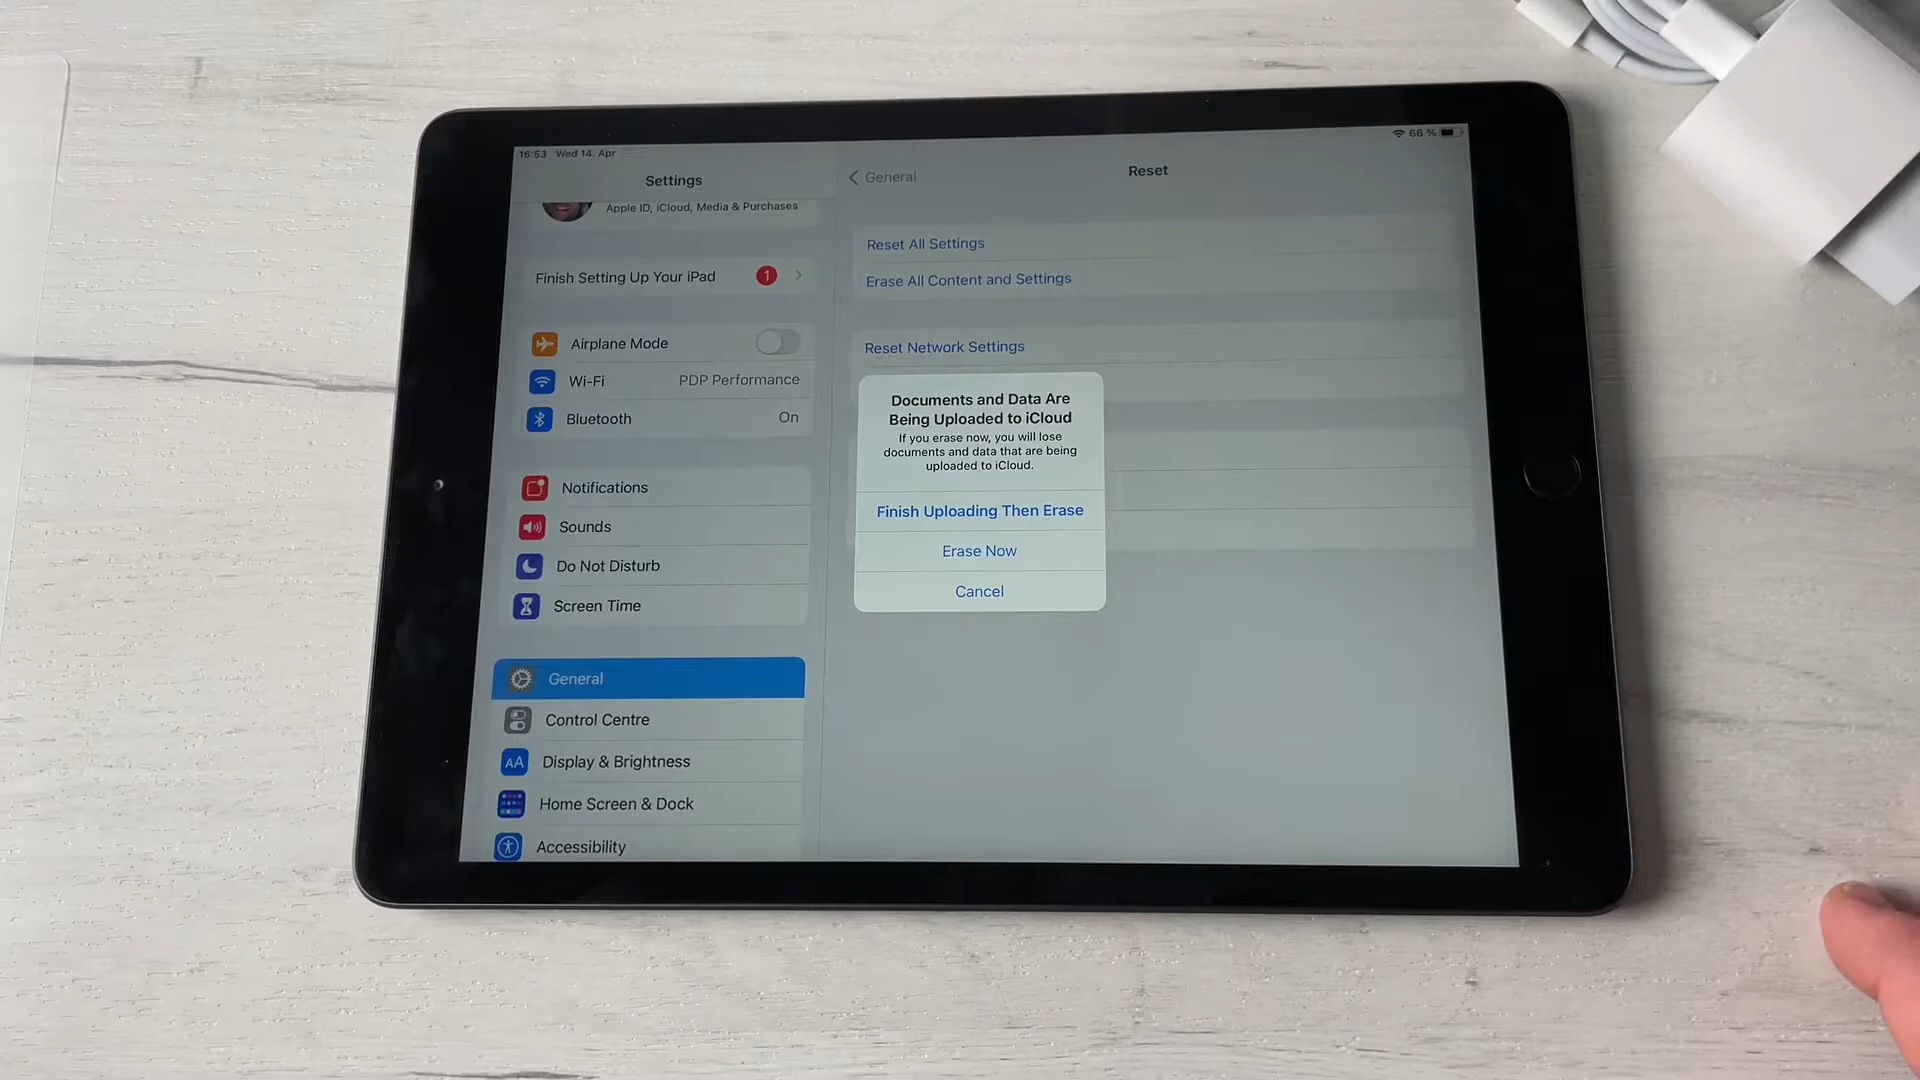 16:53 Wed 14. Apr
66 %
Settings
Apple ID, iCloud, Media & Purchases
Finish Setting Up Your iPad 1
Airplane Mode
Wi-Fi PDP Performance
Bluetooth On
Notifications
Sounds
Do Not Disturb
Screen Time
General
Control Centre
AA Display & Brightness
Home Screen & Dock
Accessibility
General
Reset
Reset All Settings
Erase All Content and Settings
Reset Network Settings
Documents and Data Are
Being Uploaded to iCloud
If you erase now, you will lose
documents and data that are being
uploaded to iCloud.
Finish Uploading Then Erase
Erase Now
Cancel